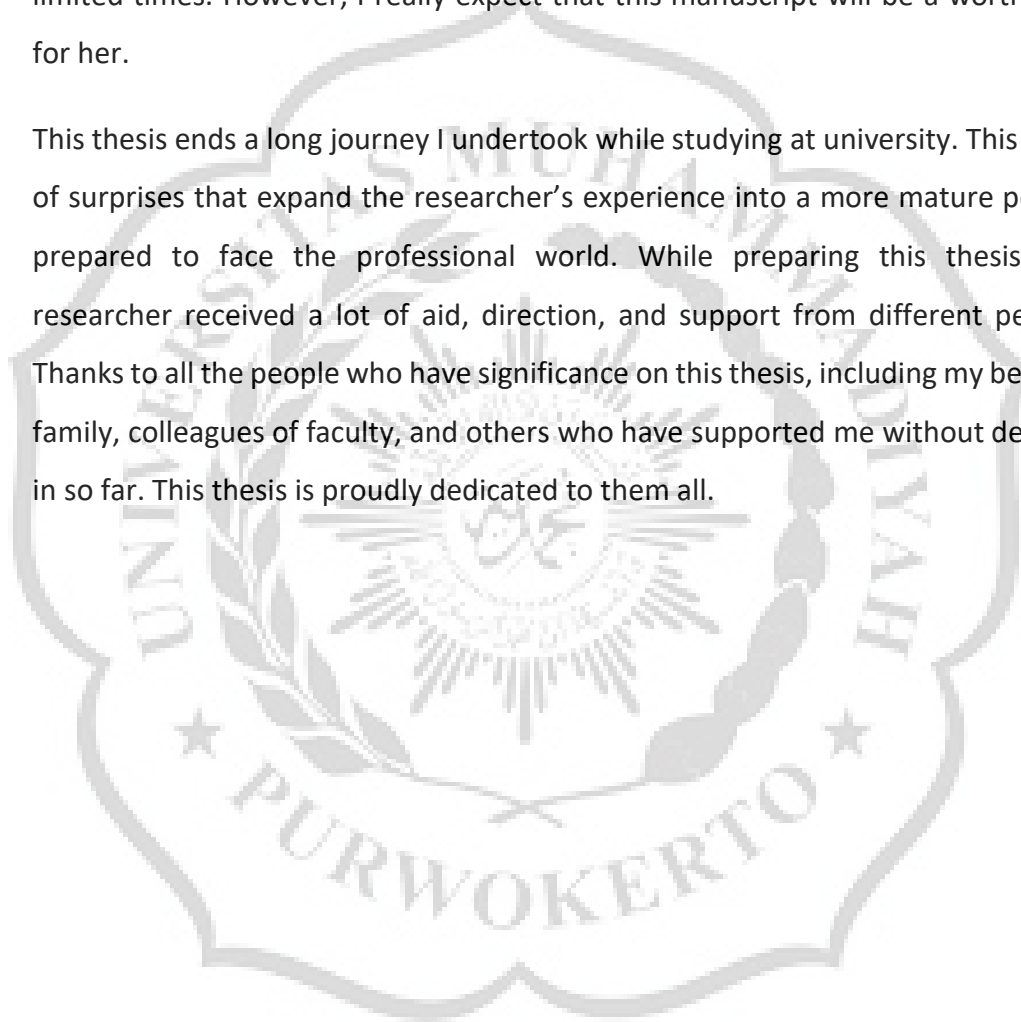 limited times. However, I really expect that this manuscript will be a worth
for her.
This thesis ends a long journey I undertook while studying at university. This
of surprises that expand the researcher’s experience into a more mature p
prepared to face the professional world. While preparing this thesis
researcher received a lot of aid, direction, and support from different pe
Thanks to all the people who have significance on this thesis, including my be
family, colleagues of faculty, and others who have supported me without de
in so far. This thesis is proudly dedicated to them all.
UNIVERSITAS MUHAMMADIYAH
PURWOKERTO